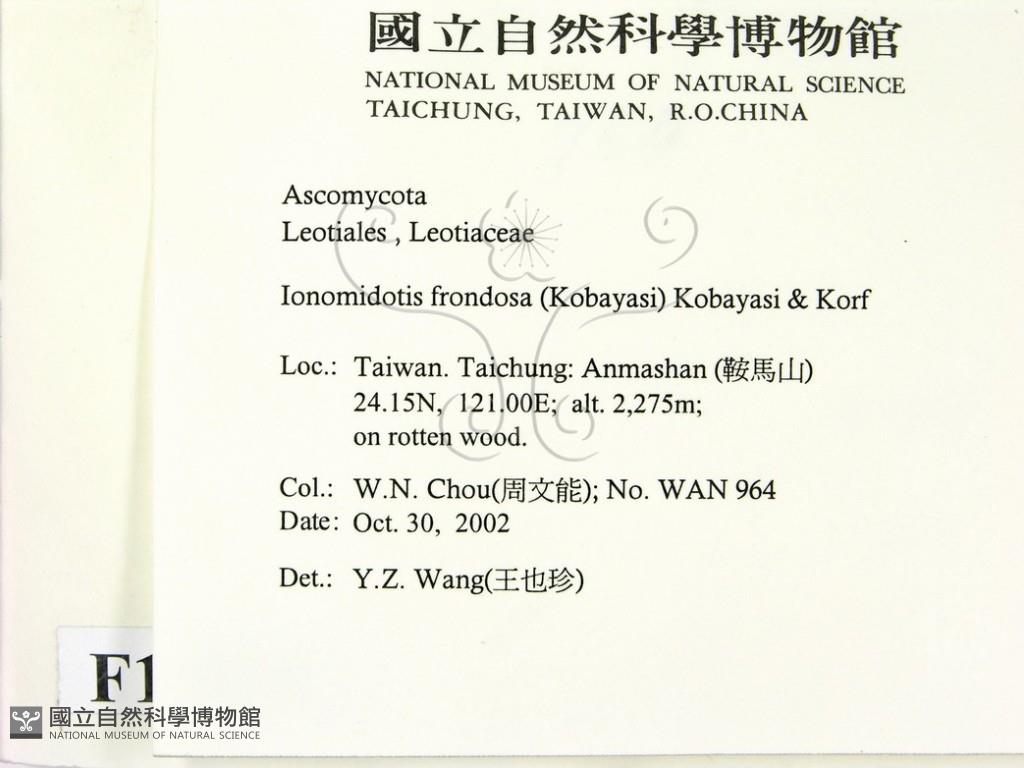 國立自然科學博物館
NATIONAL MUSEUM OF NATURAL SCIENCE
TAICHUNG, TAIWAN, R.O.CHINA
Ascomycota
Leotiales , Leotiaceae
Ionomidotis frondosa (Kobayasi) Kobayasi & Korf
Loc.: Taiwan. Taichung: Anmashan (鞍馬山)
24.15N, 121.00E; alt. 2,275m;
on rotten wood.
Col.: W.N. Chou(周文能); No. WAN 964
Date: Oct. 30, 2002
Det.: Y.Z. Wang(王也珍)
F1
國立自然科學博物館
NATIONAL MUSEUM OF NATURAL SCIENCE